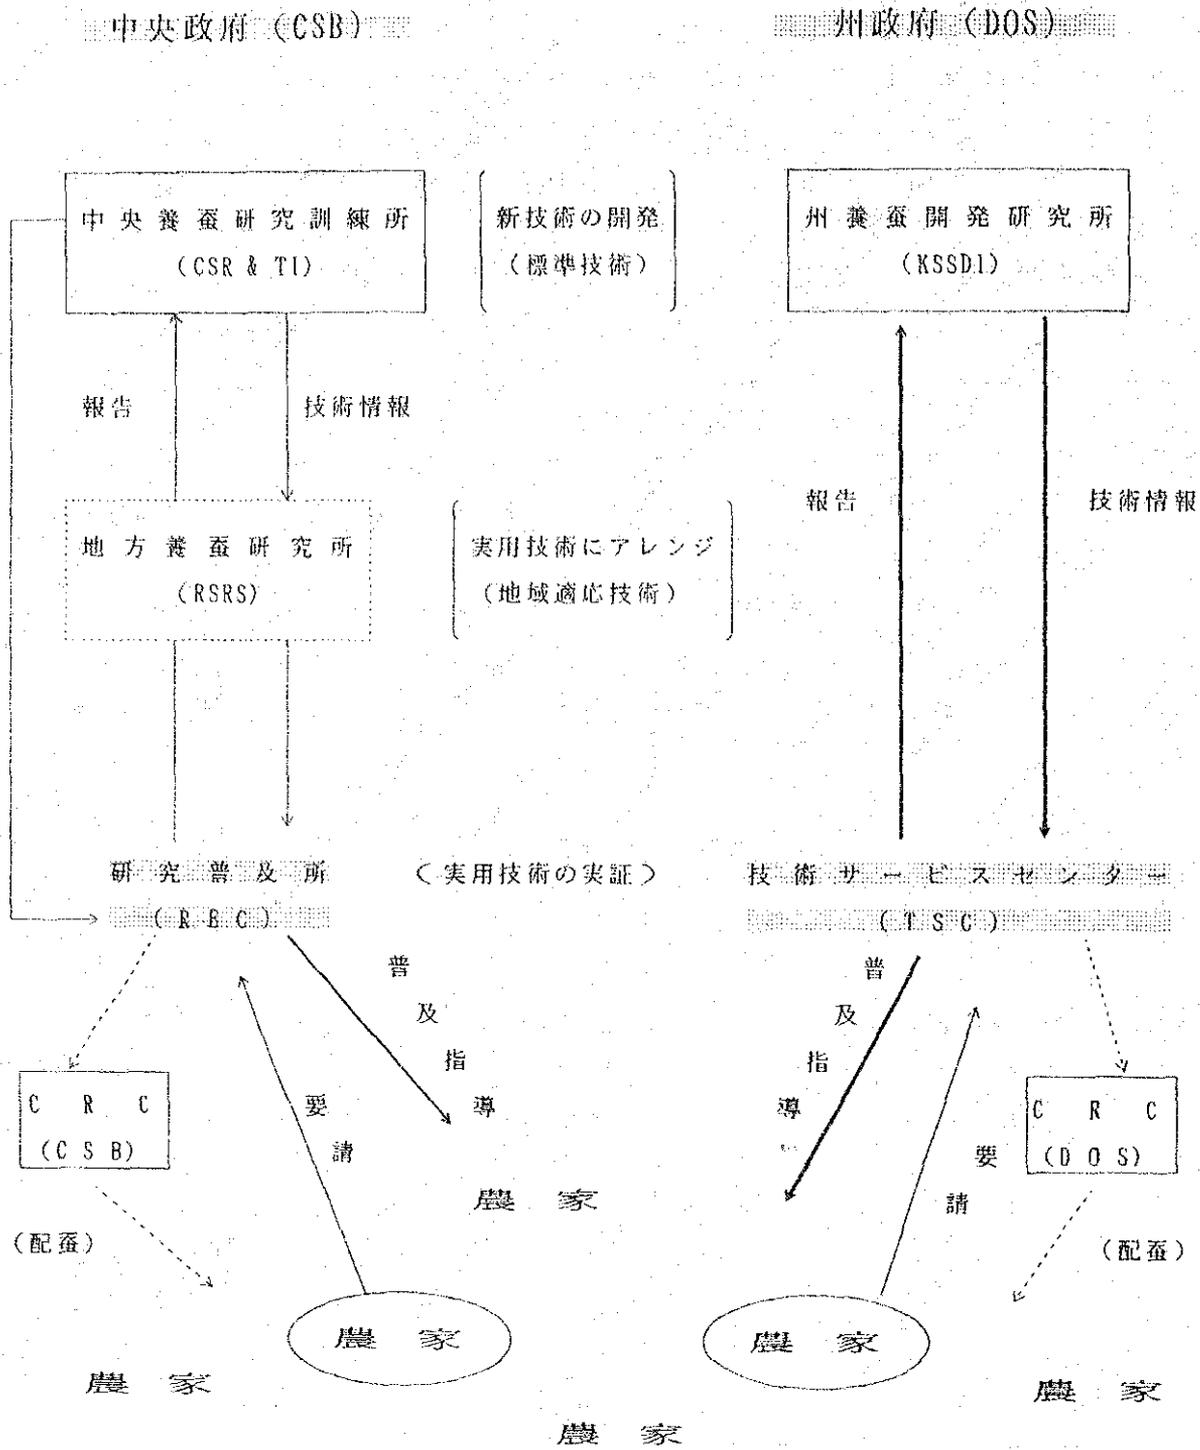 中央政府（CSB）
州政府（DOS）
中央養蚕研究訓練所
（CSR & TI）
新技術の開発
（標準技術）
州養蚕開発研究所
（KSSDI）
報告
技術情報
報告
技術情報
地方養蚕研究所
（RSRS）
実用技術にアレンジ
（地域適応技術）
研究普及所
（REC）
〈実用技術の実証〉
技術サービスセンター
（TSC）
普及指導
普及指導
CRC
（CSB）
要請
CRC
（DOS）
要請
農家
（配蚕）
（配蚕）
農家
農家
農家
農家
農家